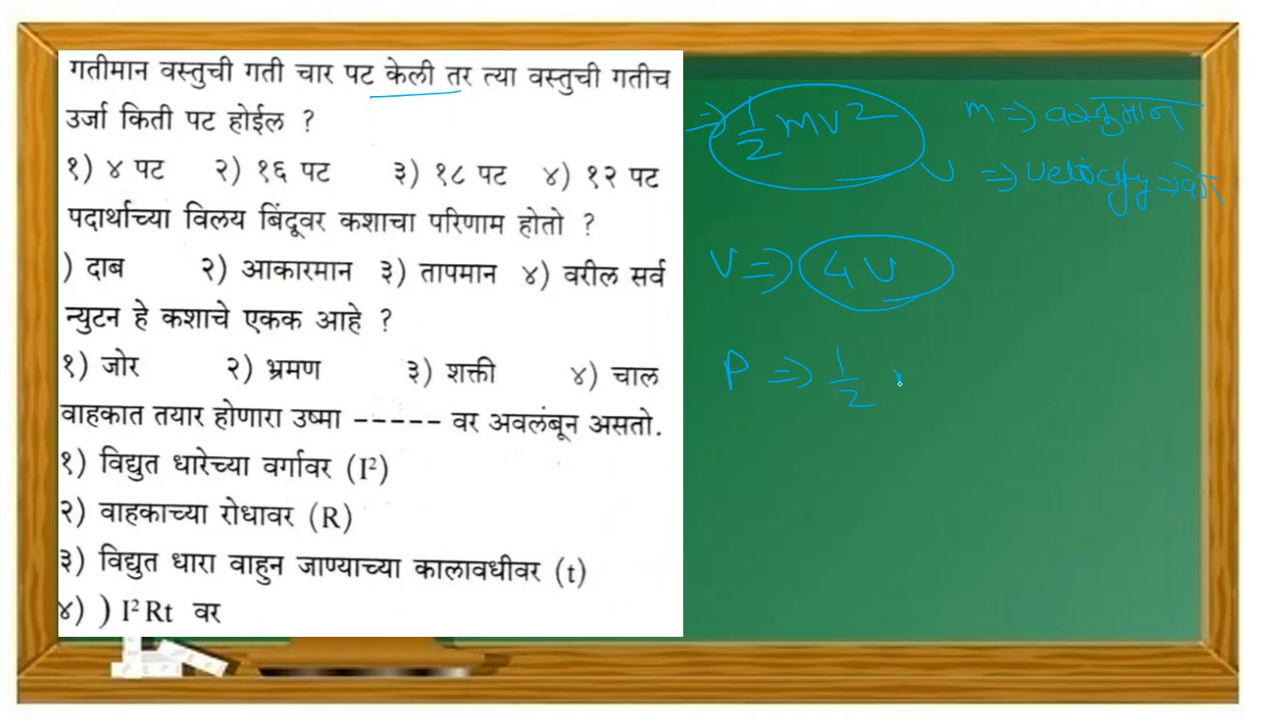 गतीमान वस्तुची गती चार पट केली तर त्या वस्तुची गतीच
उर्जा किती पट होईल ?
१) ४ पट २) १६ पट ३) १८ पट ४) १२ पट
पदार्थाच्या विलय बिंदूवर कशाचा परिणाम होतो ?
) दाब २) आकारमान ३) तापमान ४) वरील सर्व
न्युटन हे कशाचे एकक आहे ?
१) जोर २) भ्रमण ३) शक्ती ४) चाल
वाहकात तयार होणारा उष्मा ----- वर अवलंबून असतो.
१) विद्युत धारेच्या वर्गावर (I²)
२) वाहकाच्या रोधावर (R)
३) विद्युत धारा वाहुन जाण्याच्या कालावधीवर (t)
४) ) I² Rt वर
⇒ 1/2 mv²
m ⇒ वस्तुमान
v ⇒ velocity ⇒ वेग
V ⇒ 4V
P ⇒ 1/2